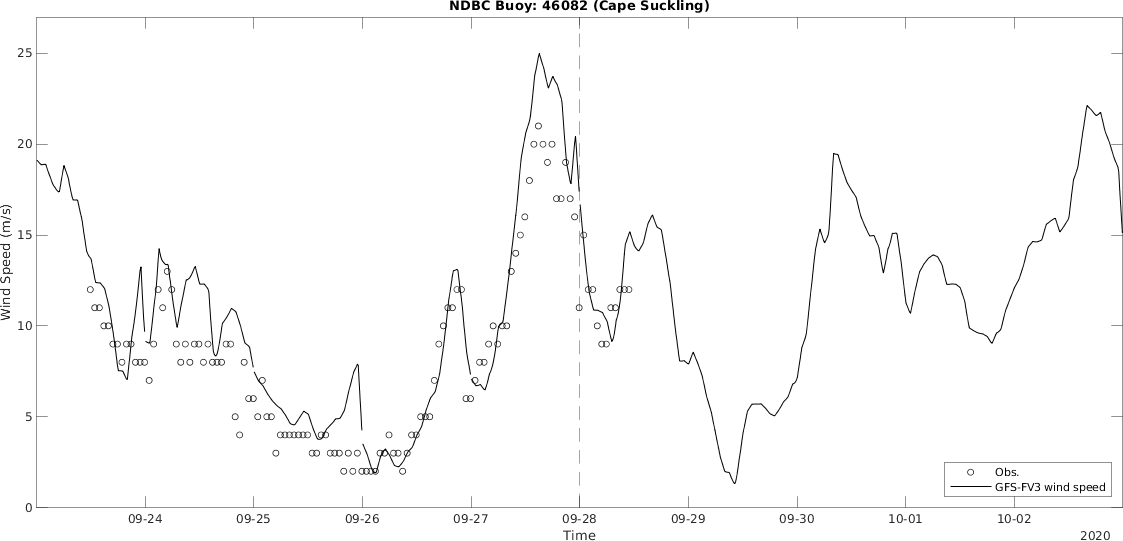 NDBC Buoy: 46082 (Cape Suckling)
25
20
15
10
5
0
Wind Speed (m/s)
Obs.
GFS-FV3 wind speed
09-24 09-25 09-26 09-27 09-28 09-29 09-30 10-01 10-02
Time
2020